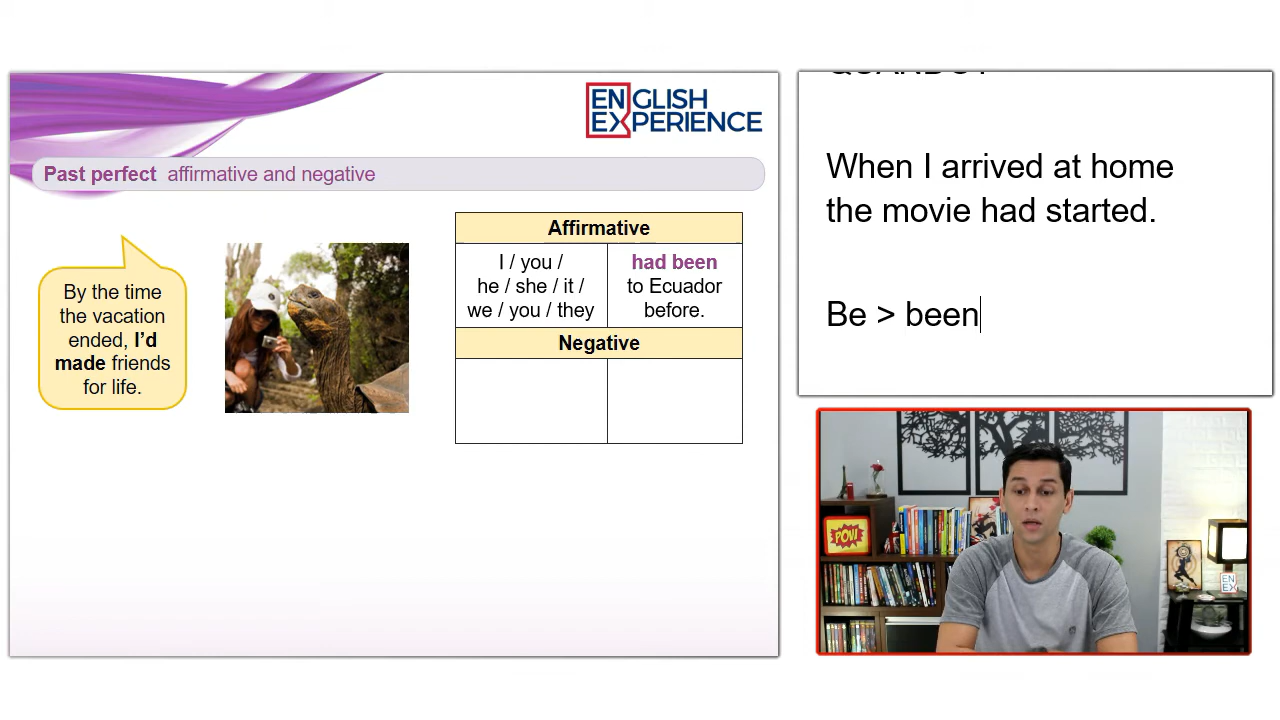 ENGLISH
EXPERIENCE
Past perfect affirmative and negative
By the time
the vacation
ended, I'd
made friends
for life.
Affirmative
I / you /
he / she / it /
we / you / they
had been
to Ecuador
before.
Negative
When I arrived at home
the movie had started.
Be > been
POW!
EN
EX